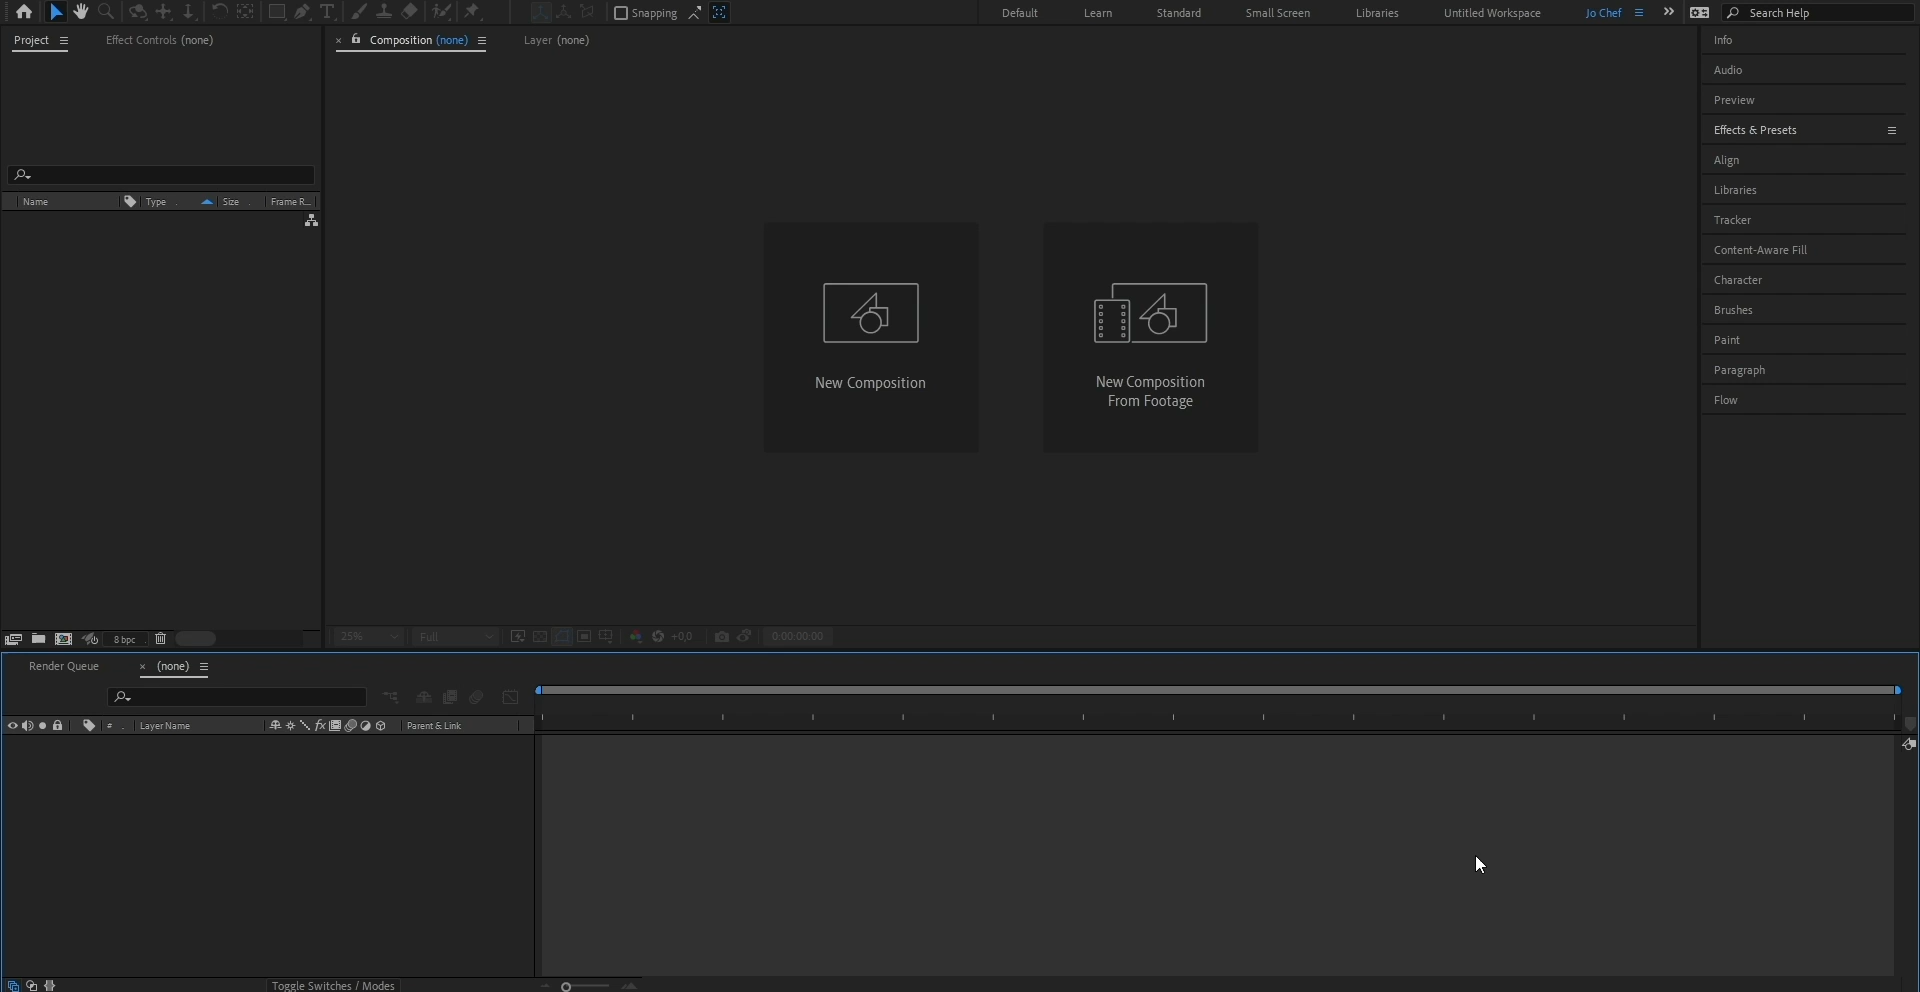 Snapping
Default
Learn
Standard
Small Screen
Libraries
Untitled Workspace
Jo Chef
Search Help
Project
Effect Controls (none)
Composition (none)
Layer (none)
Info
Audio
Preview
Effects & Presets
Align
Libraries
Tracker
Content-Aware Fill
Character
Brushes
Paint
Paragraph
Flow
Name
Type
Size
Frame R...
New Composition
New Composition
From Footage
8 bpc
25%
Full
+0,0
0:00:00:00
Render Queue
(none)
#
Layer Name
fx
Parent & Link
Toggle Switches / Modes